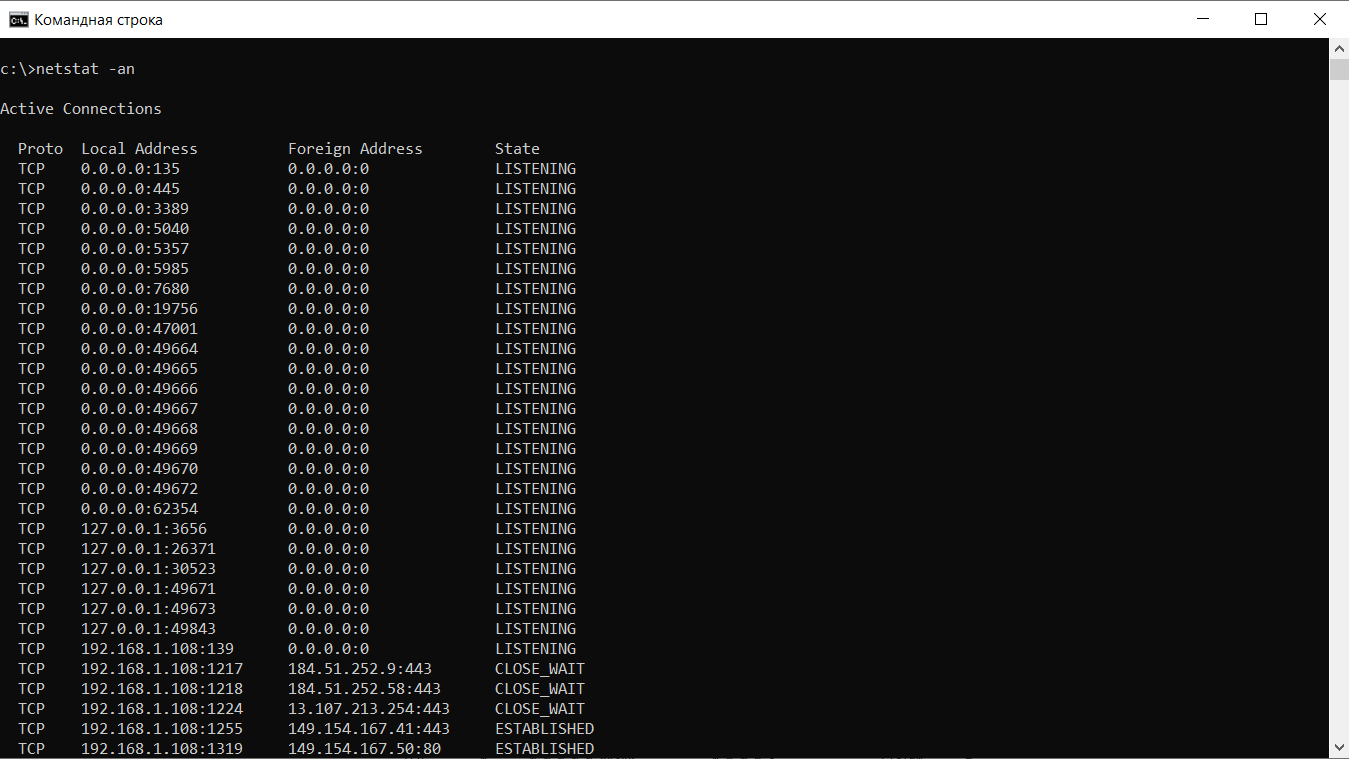 Командная строка
c:\>netstat -an
Active Connections
Proto Local Address Foreign Address State
TCP 0.0.0.0:135 0.0.0.0:0 LISTENING
TCP 0.0.0.0:445 0.0.0.0:0 LISTENING
TCP 0.0.0.0:3389 0.0.0.0:0 LISTENING
TCP 0.0.0.0:5040 0.0.0.0:0 LISTENING
TCP 0.0.0.0:5357 0.0.0.0:0 LISTENING
TCP 0.0.0.0:5985 0.0.0.0:0 LISTENING
TCP 0.0.0.0:7680 0.0.0.0:0 LISTENING
TCP 0.0.0.0:19756 0.0.0.0:0 LISTENING
TCP 0.0.0.0:47001 0.0.0.0:0 LISTENING
TCP 0.0.0.0:49664 0.0.0.0:0 LISTENING
TCP 0.0.0.0:49665 0.0.0.0:0 LISTENING
TCP 0.0.0.0:49666 0.0.0.0:0 LISTENING
TCP 0.0.0.0:49667 0.0.0.0:0 LISTENING
TCP 0.0.0.0:49668 0.0.0.0:0 LISTENING
TCP 0.0.0.0:49669 0.0.0.0:0 LISTENING
TCP 0.0.0.0:49670 0.0.0.0:0 LISTENING
TCP 0.0.0.0:49672 0.0.0.0:0 LISTENING
TCP 0.0.0.0:62354 0.0.0.0:0 LISTENING
TCP 127.0.0.1:3656 0.0.0.0:0 LISTENING
TCP 127.0.0.1:26371 0.0.0.0:0 LISTENING
TCP 127.0.0.1:30523 0.0.0.0:0 LISTENING
TCP 127.0.0.1:49671 0.0.0.0:0 LISTENING
TCP 127.0.0.1:49673 0.0.0.0:0 LISTENING
TCP 127.0.0.1:49843 0.0.0.0:0 LISTENING
TCP 192.168.1.108:139 0.0.0.0:0 LISTENING
TCP 192.168.1.108:1217 184.51.252.9:443 CLOSE_WAIT
TCP 192.168.1.108:1218 184.51.252.58:443 CLOSE_WAIT
TCP 192.168.1.108:1224 13.107.213.254:443 CLOSE_WAIT
TCP 192.168.1.108:1255 149.154.167.41:443 ESTABLISHED
TCP 192.168.1.108:1319 149.154.167.50:80 ESTABLISHED